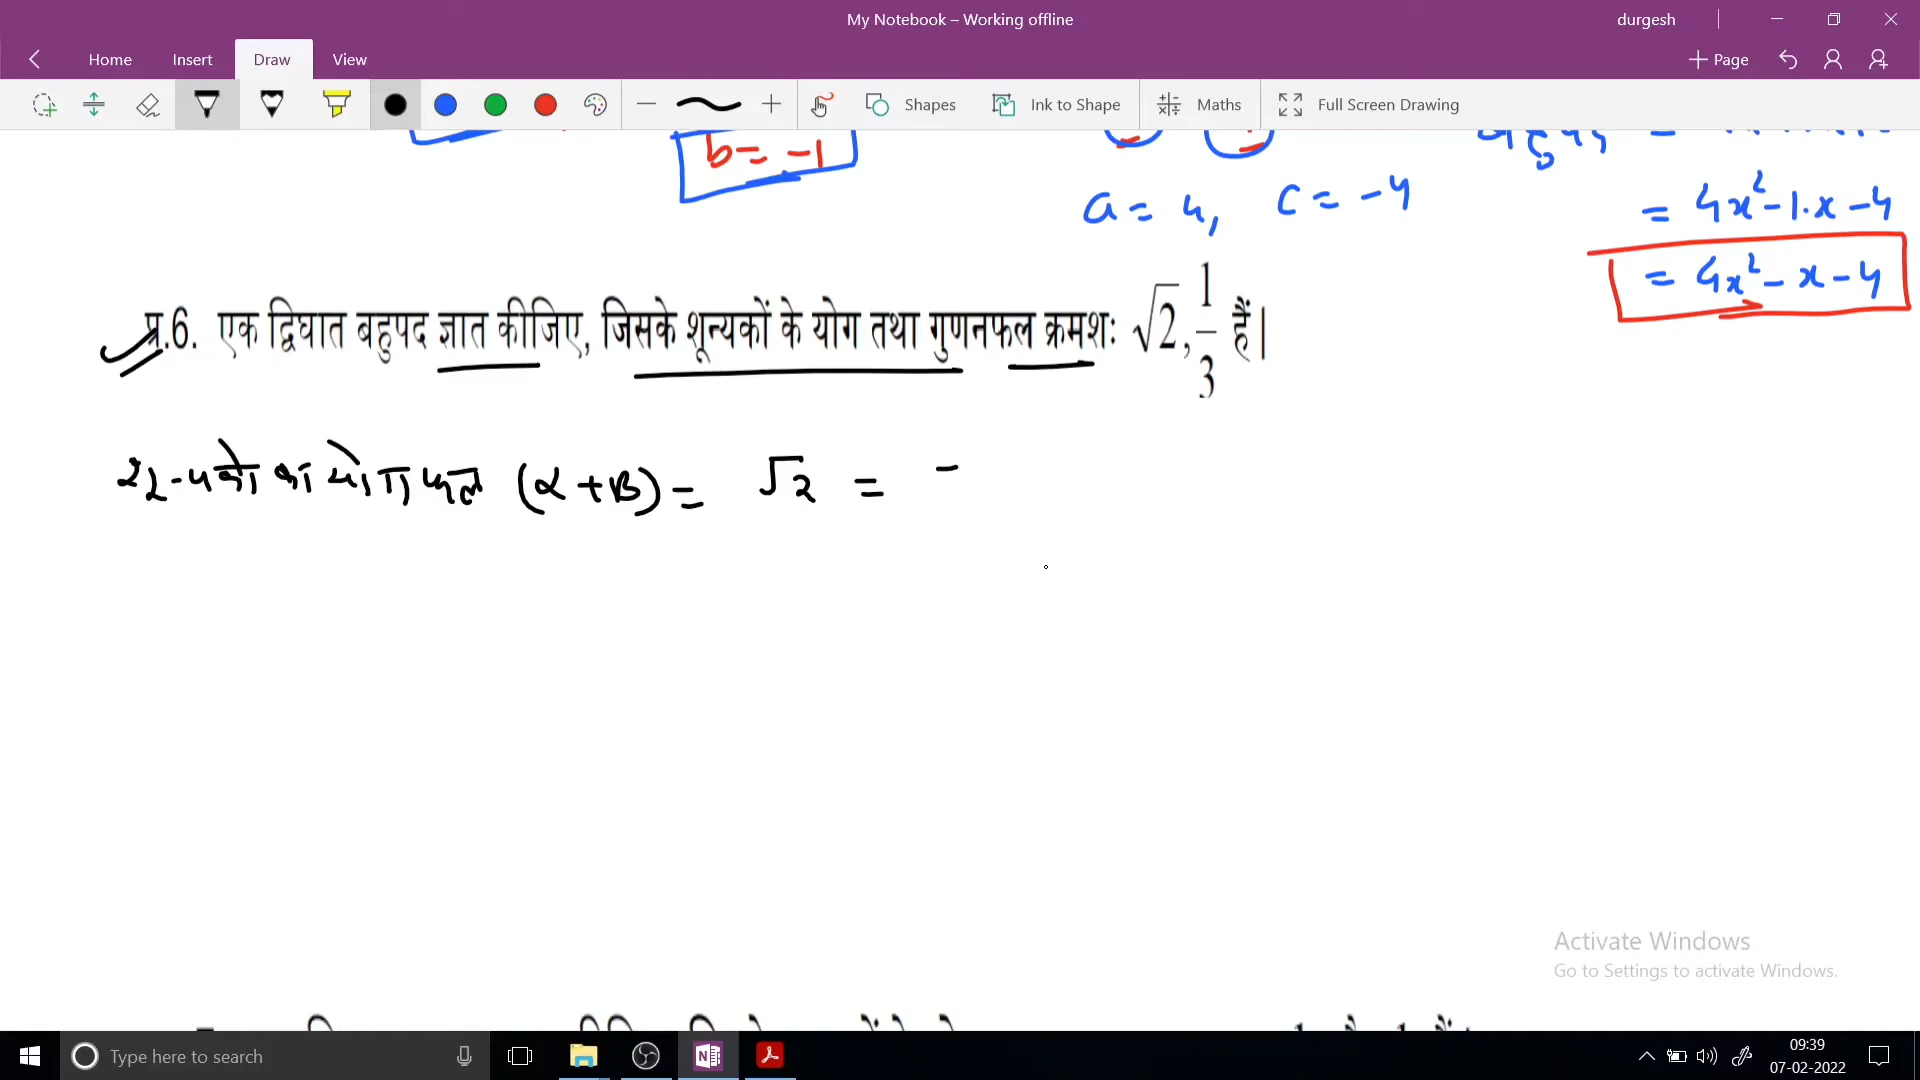 My Notebook – Working offline
durgesh
Home Insert Draw View
Page
Shapes Ink to Shape Maths Full Screen Drawing
b = -1
a = 4, c = -4
= 4x² - 1·x - 4
= 4x² - x - 4
प्र.6. एक द्विघात बहुपद ज्ञात कीजिए, जिसके शून्यकों के योग तथा गुणनफल क्रमशः √2, 1/3 हैं|
का योगफल (α + β) = √2 = -
Activate Windows
Go to Settings to activate Windows.
Type here to search
09:39
07-02-2022